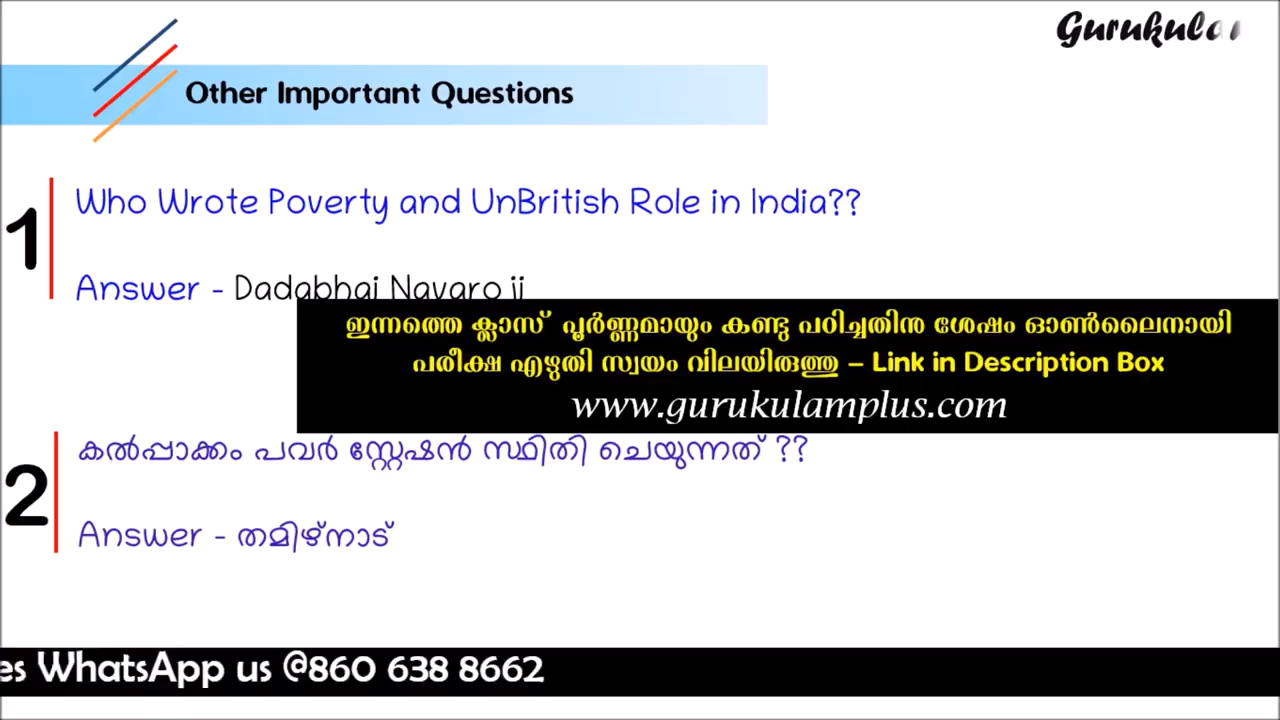 Gurukulam
Other Important Questions
1
Who Wrote Poverty and UnBritish Role in India??
Answer - Dadabhai Navaro ji
ഇന്നത്തെ ക്ലാസ് പൂർണ്ണമായും കണ്ടു പഠിച്ചതിനു ശേഷം ഓൺലൈനായി
പരീക്ഷ എഴുതി സ്വയം വിലയിരുത്തു – Link in Description Box
www.gurukulamplus.com
2
കൽപ്പാക്കം പവർ സ്റ്റേഷൻ സ്ഥിതി ചെയുന്നത് ??
Answer - തമിഴ്നാട്
es WhatsApp us @860 638 8662